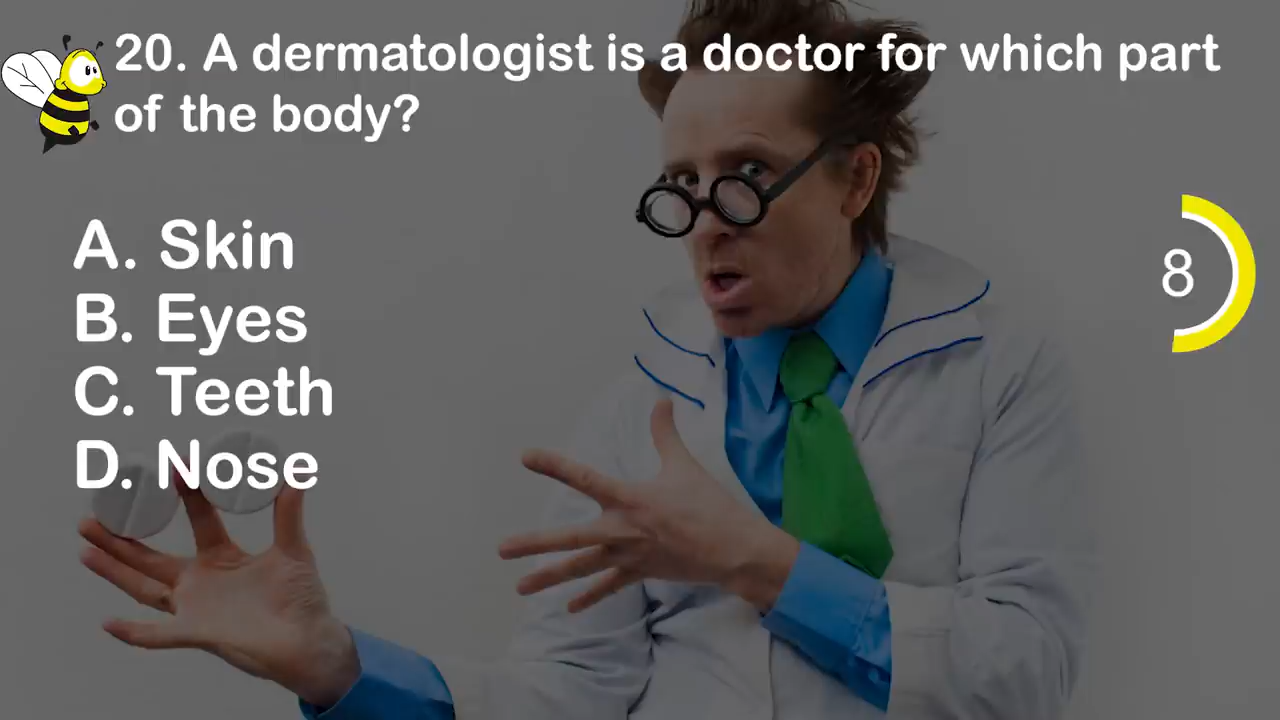 20. A dermatologist is a doctor for which part
of the body?
A. Skin
B. Eyes
C. Teeth
D. Nose
8